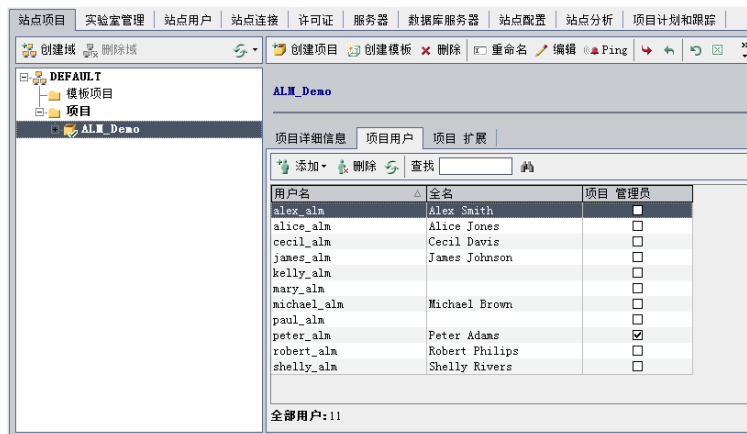 站点项目 实验室管理 站点用户 站点连接 许可证 服务器 数据库服务器 站点配置 站点分析 项目计划和跟踪
创建域 删除域 创建项目 创建模板 删除 重命名 编辑 Ping
DEFAULT
模板项目
项目
ALM_Demo
ALM_Demo
项目详细信息 项目用户 项目 扩展
添加 删除 查找
用户名 全名 项目 管理员
alex_alm Alex Smith
alice_alm Alice Jones
cecil_alm Cecil Davis
james_alm James Johnson
kelly_alm
mary_alm
michael_alm Michael Brown
paul_alm
peter_alm Peter Adams
robert_alm Robert Philips
shelly_alm Shelly Rivers
全部用户:11